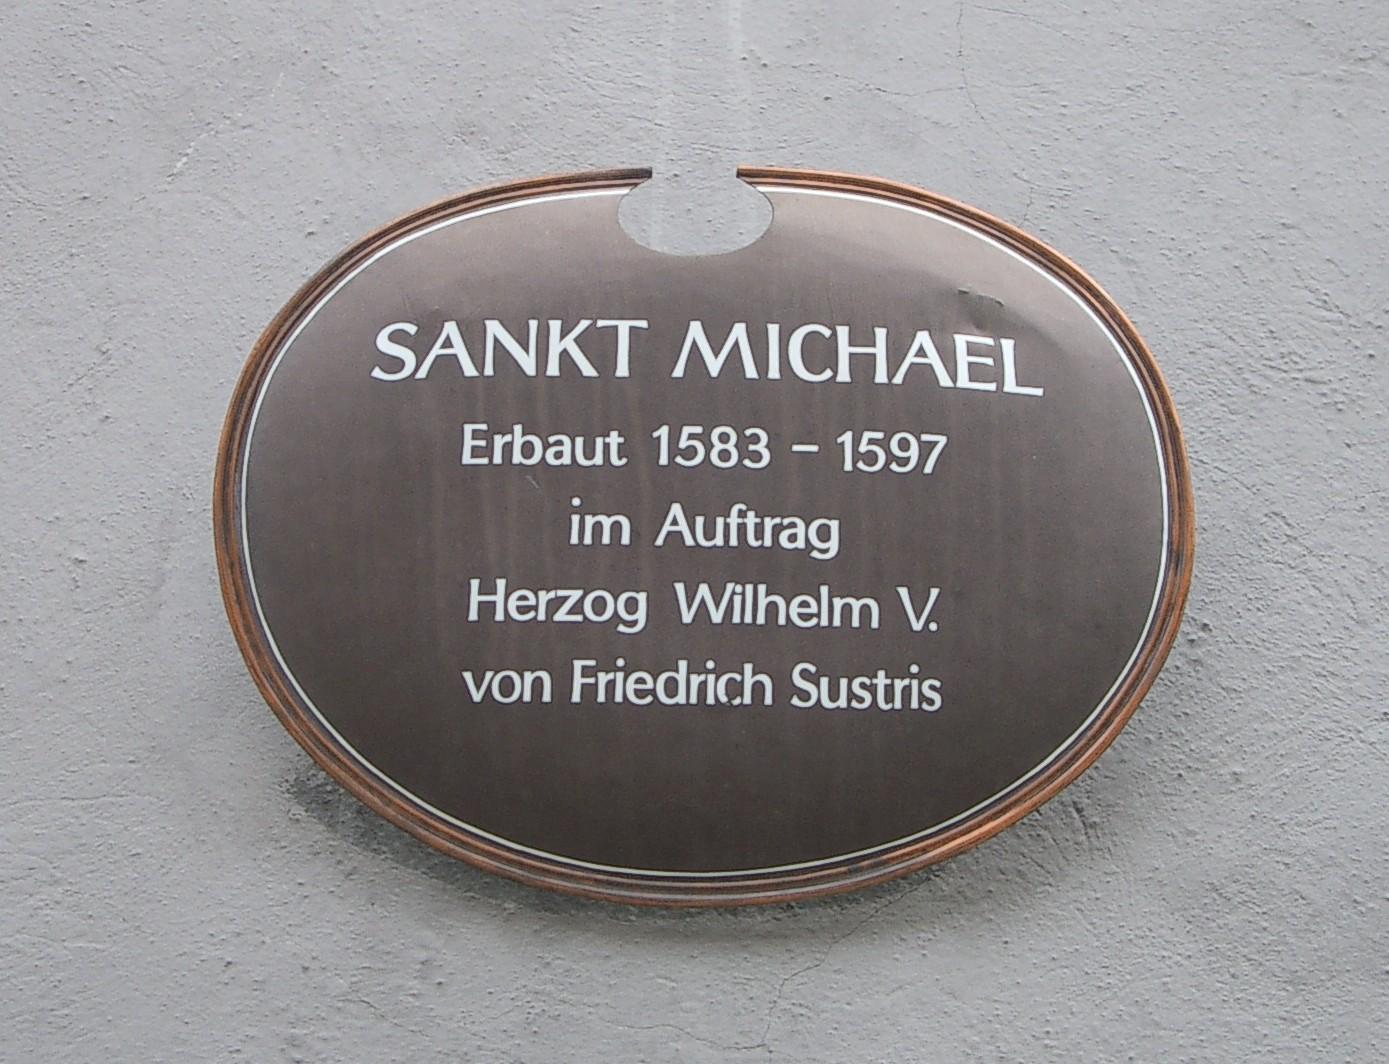 SANKT MICHAEL
Erbaut 1583 – 1597
im Auftrag
Herzog Wilhelm V.
von Friedrich Sustris